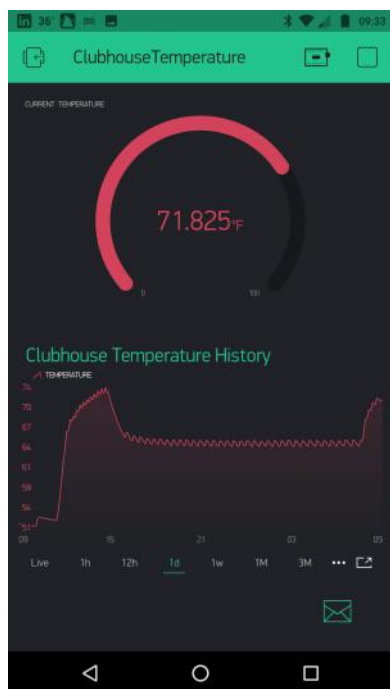 in 36° 09:33
ClubhouseTemperature
CURRENT TEMPERATURE
71.825°F
0 100
Clubhouse Temperature History
TEMPERATURE
74
70
67
64
61
58
54
51
09 15 21 03 09
Live 1h 12h 1d 1w 1M 3M